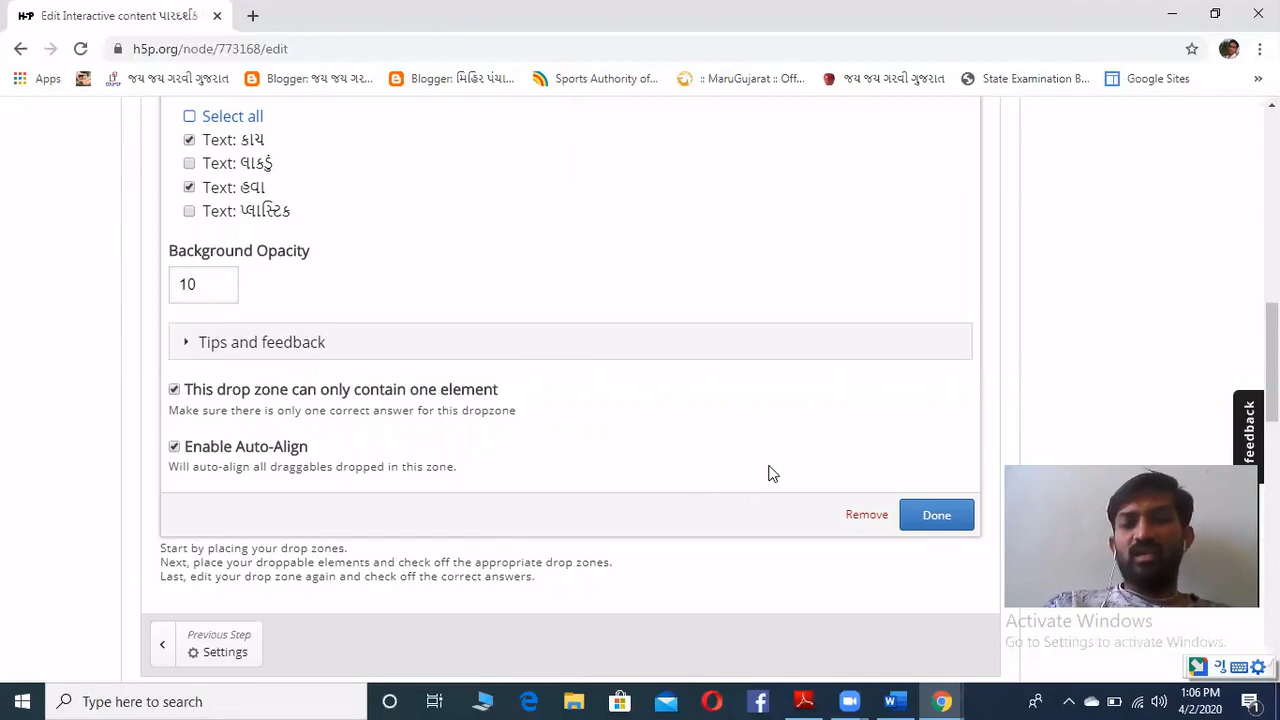 H-P Edit Interactive content પારદર્શક
h5p.org/node/773168/edit
Apps જય જય ગરવી ગુજરાત Blogger: જય જય ગર... Blogger: મિહિર પંચા... Sports Authority of... :: MaruGujarat :: Off... જય જય ગરવી ગુજરાત State Examination B... Google Sites »
Select all
Text: કાચ
Text: લાકડું
Text: હવા
Text: પ્લાસ્ટિક
Background Opacity
10
Tips and feedback
This drop zone can only contain one element
Make sure there is only one correct answer for this dropzone
Enable Auto-Align
Will auto-align all draggables dropped in this zone.
Remove Done
feedback
Start by placing your drop zones.
Next, place your droppable elements and check off the appropriate drop zones.
Last, edit your drop zone again and check off the correct answers.
Previous Step
Settings
Activate Windows
Go to Settings to activate Windows.
Type here to search
1:06 PM
4/2/2020